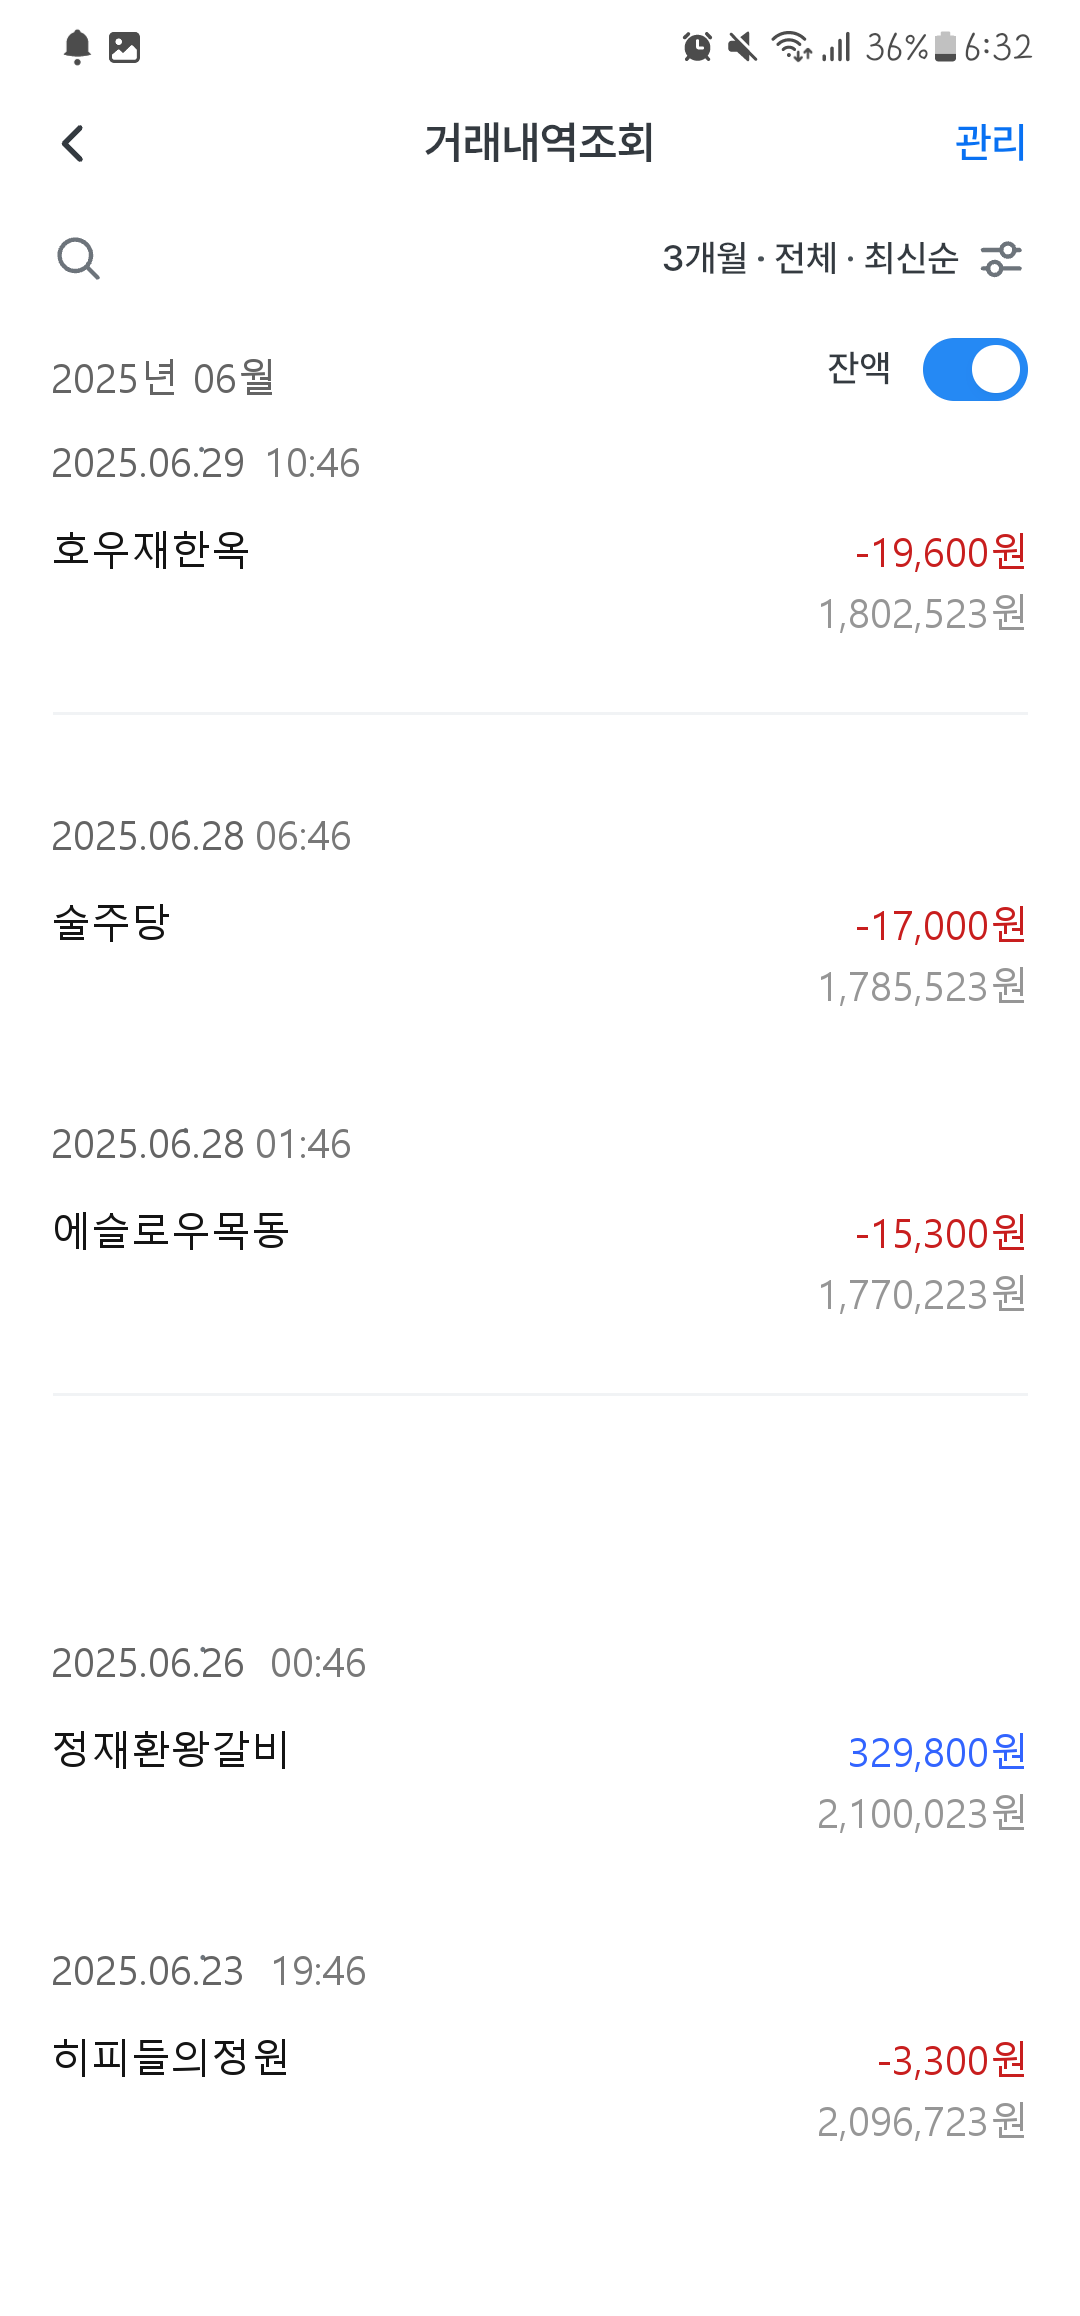 36% 6:32
거래내역조회 관리
3개월 · 전체 · 최신순
2025년 06월 잔액
2025.06.29 10:46
호우재한옥 -19,600원
1,802,523원
2025.06.28 06:46
술주당 -17,000원
1,785,523원
2025.06.28 01:46
에슬로우목동 -15,300원
1,770,223원
2025.06.26 00:46
정재환왕갈비 329,800원
2,100,023원
2025.06.23 19:46
히피들의정원 -3,300원
2,096,723원